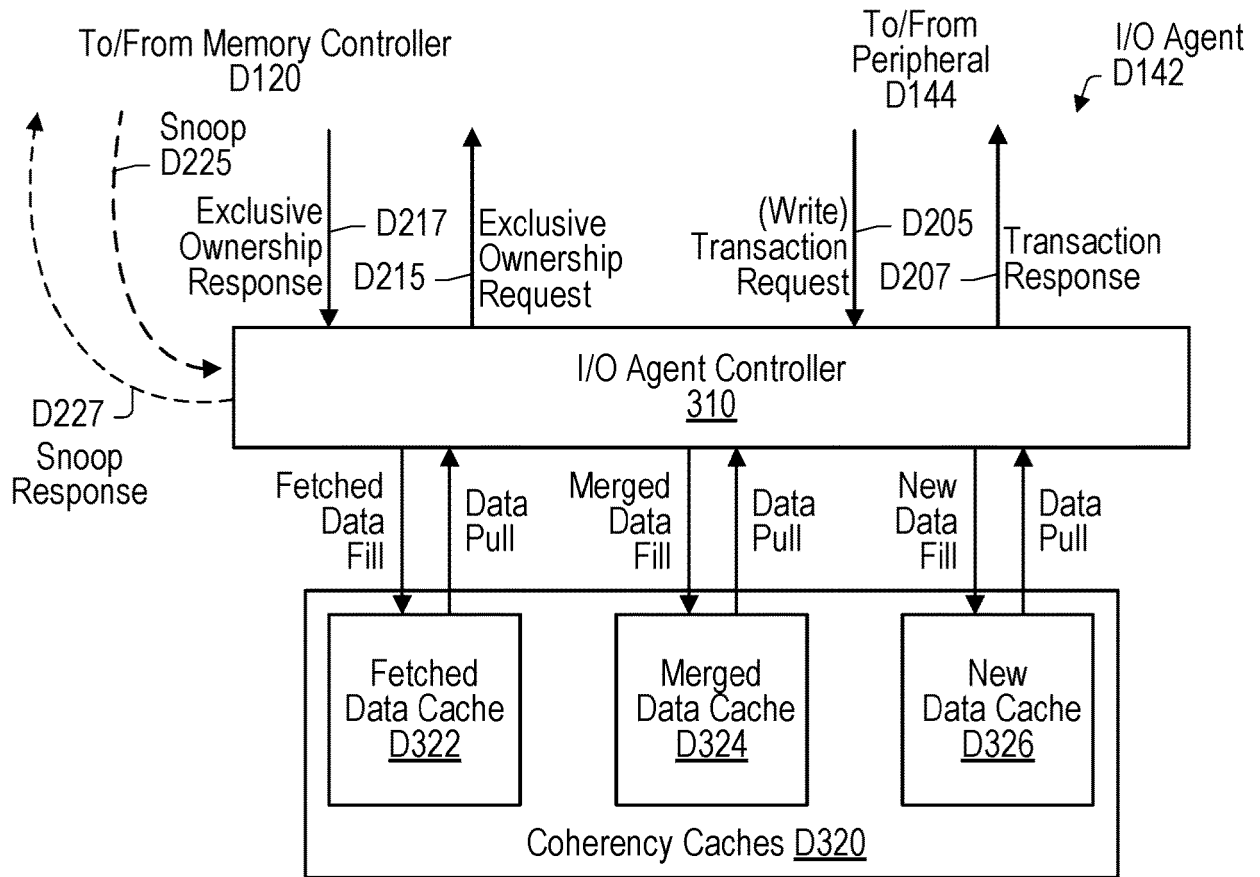 To/From Memory Controller
D120
To/From
Peripheral
D144
I/O Agent
D142
Snoop
D225
Exclusive
Ownership
Response
D217
D215
Exclusive
Ownership
Request
(Write)
Transaction
Request
D205
D207
Transaction
Response
I/O Agent Controller
310
D227
Snoop
Response
Fetched
Data
Fill
Data
Pull
Merged
Data
Fill
Data
Pull
New
Data
Fill
Data
Pull
Fetched
Data Cache
D322
Merged
Data Cache
D324
New
Data Cache
D326
Coherency Caches D320